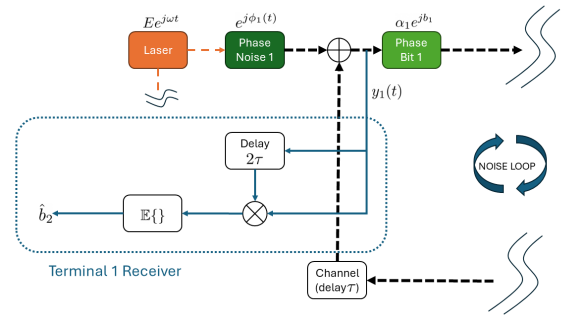 Ee^{jωt}
e^{jϕ_1(t)}
α_1e^{jb_1}
Laser
Phase
Noise 1
Phase
Bit 1
y_1(t)
Delay
2τ
NOISE LOOP
b̂_2
𝔼{}
Terminal 1 Receiver
Channel
(delayτ)